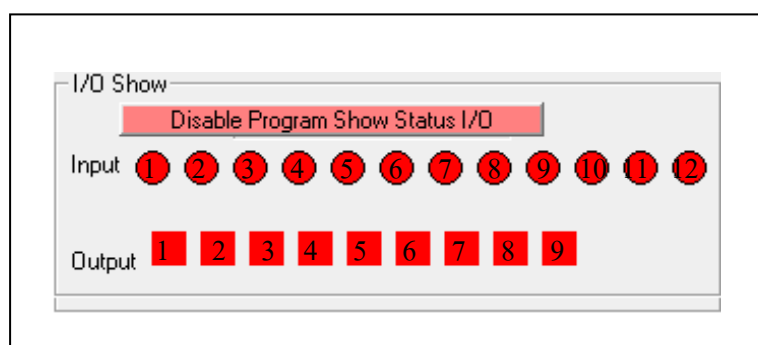 I/O Show
Disable Program Show Status I/O
Input 1 2 3 4 5 6 7 8 9 10 11 12
Output 1 2 3 4 5 6 7 8 9